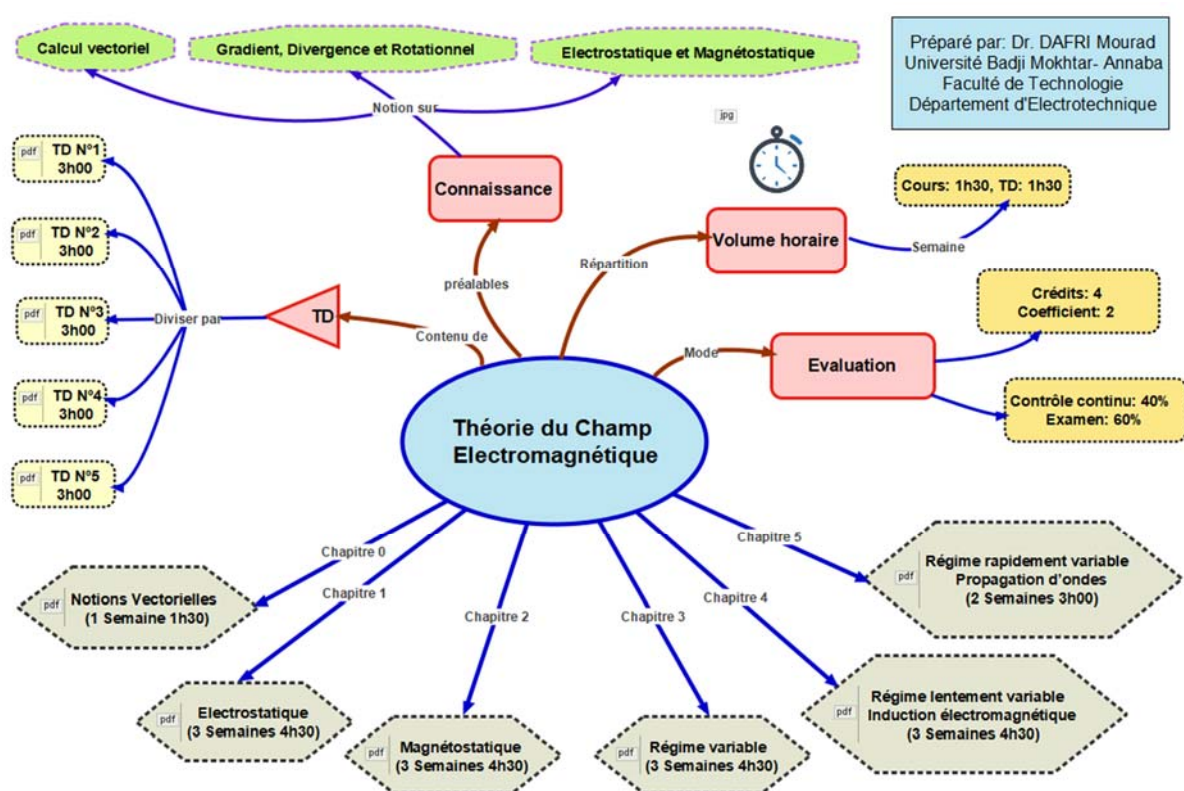 Calcul vectoriel
Gradient, Divergence et Rotationnel
Electrostatique et Magnétostatique
Préparé par: Dr. DAFRI Mourad
Université Badji Mokhtar- Annaba
Faculté de Technologie
Département d'Electrotechnique
Notion sur
jpg
pdf
TD N°1
3h00
Connaissance
Cours: 1h30, TD: 1h30
pdf
TD N°2
3h00
Volume horaire
Semaine
Répartition
préalables
pdf
TD N°3
3h00
Diviser par
TD
Contenu de
Crédits: 4
Coefficient: 2
Mode
Evaluation
pdf
TD N°4
3h00
Contrôle continu: 40%
Examen: 60%
Théorie du Champ
Electromagnétique
pdf
TD N°5
3h00
Chapitre 0
Chapitre 1
Chapitre 2
Chapitre 3
Chapitre 4
Chapitre 5
pdf
Notions Vectorielles
(1 Semaine 1h30)
pdf
Régime rapidement variable
Propagation d'ondes
(2 Semaines 3h00)
pdf
Electrostatique
(3 Semaines 4h30)
pdf
Magnétostatique
(3 Semaines 4h30)
pdf
Régime variable
(3 Semaines 4h30)
pdf
Régime lentement variable
Induction électromagnétique
(3 Semaines 4h30)